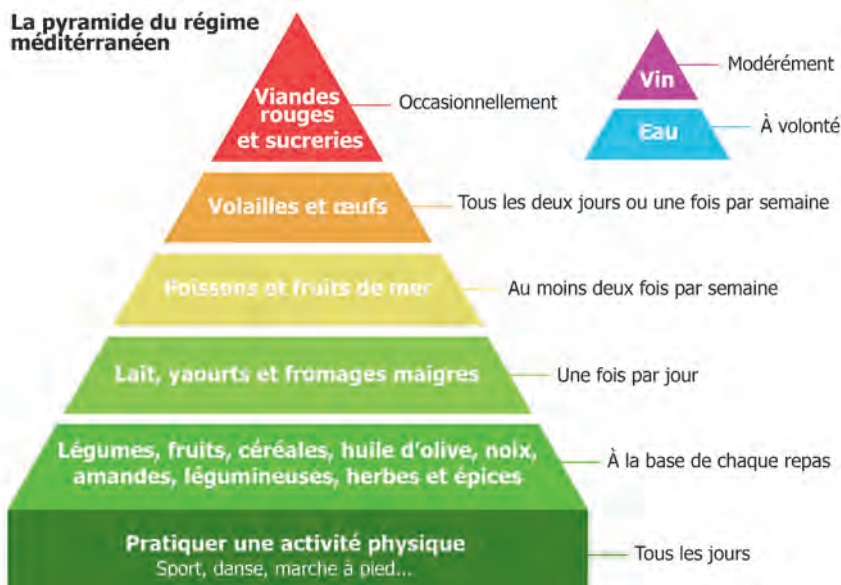 La pyramide du régime
méditérranéen
Viandes
rouges
et sucreries
Occasionnellement
Vin
Modérément
Eau
À volonté
Volailles et œufs
Tous les deux jours ou une fois par semaine
Poissons et fruits de mer
Au moins deux fois par semaine
Lait, yaourts et fromages maigres
Une fois par jour
Légumes, fruits, céréales, huile d'olive, noix,
amandes, légumineuses, herbes et épices
À la base de chaque repas
Pratiquer une activité physique
Sport, danse, marche à pied...
Tous les jours